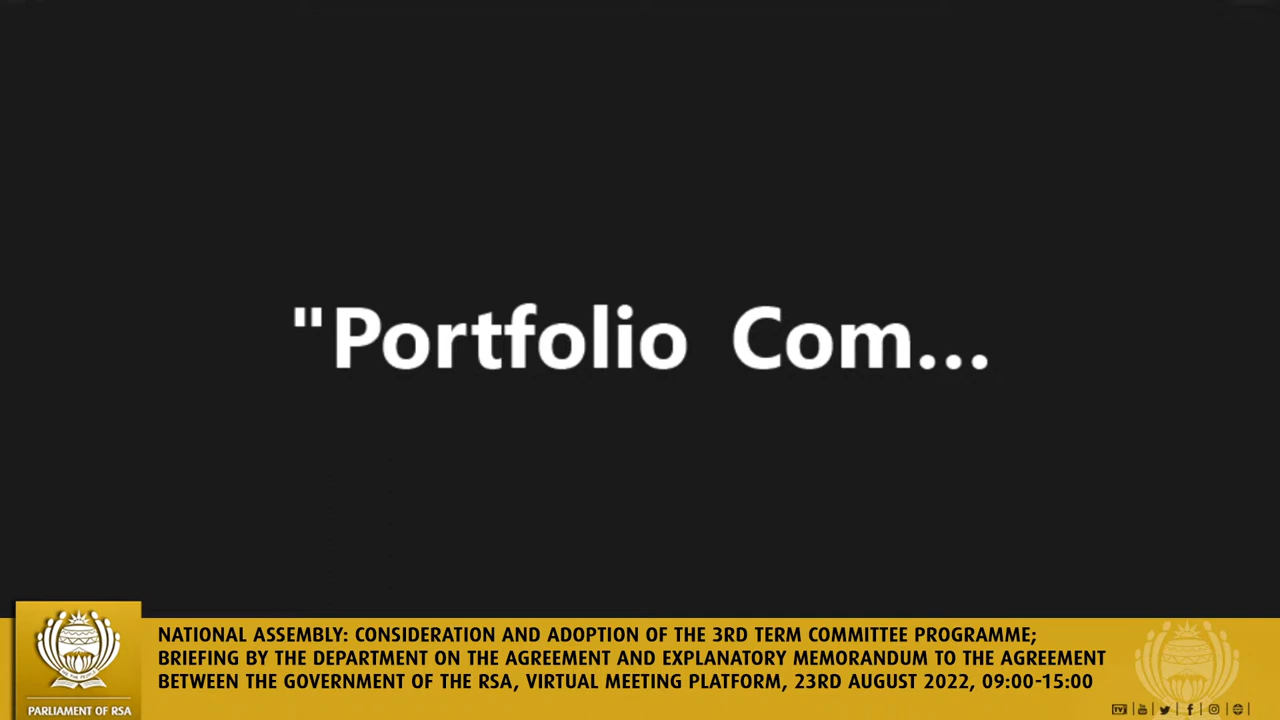 "Portfolio Com...
NATIONAL ASSEMBLY: CONSIDERATION AND ADOPTION OF THE 3RD TERM COMMITTEE PROGRAMME;
BRIEFING BY THE DEPARTMENT ON THE AGREEMENT AND EXPLANATORY MEMORANDUM TO THE AGREEMENT
BETWEEN THE GOVERNMENT OF THE RSA, VIRTUAL MEETING PLATFORM, 23RD AUGUST 2022, 09:00-15:00
PARLIAMENT OF RSA